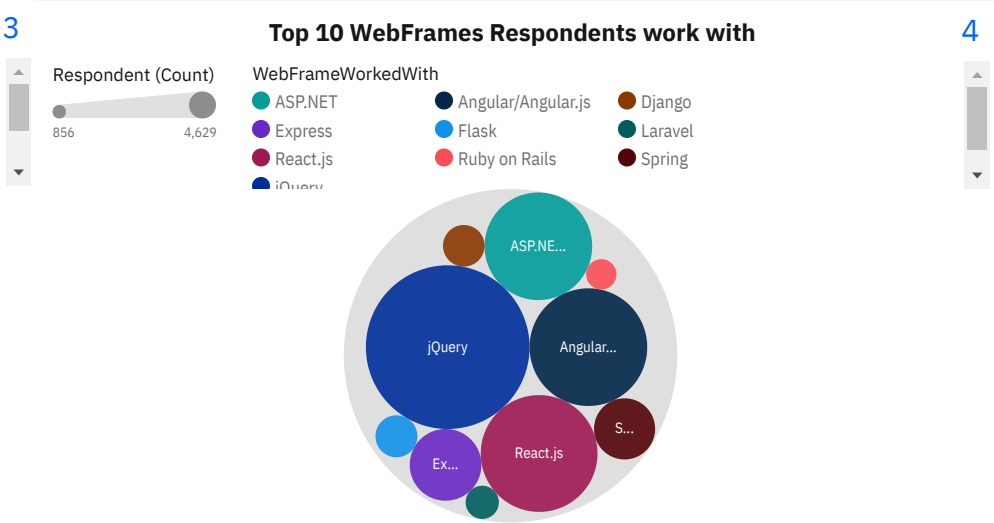 3
Top 10 WebFrames Respondents work with
4
Respondent (Count)
856
4,629
WebFrameWorkedWith
ASP.NET
Angular/Angular.js
Django
Express
Flask
Laravel
React.js
Ruby on Rails
Spring
jQuery
ASP.NE...
jQuery
Angular...
S...
React.js
Ex...